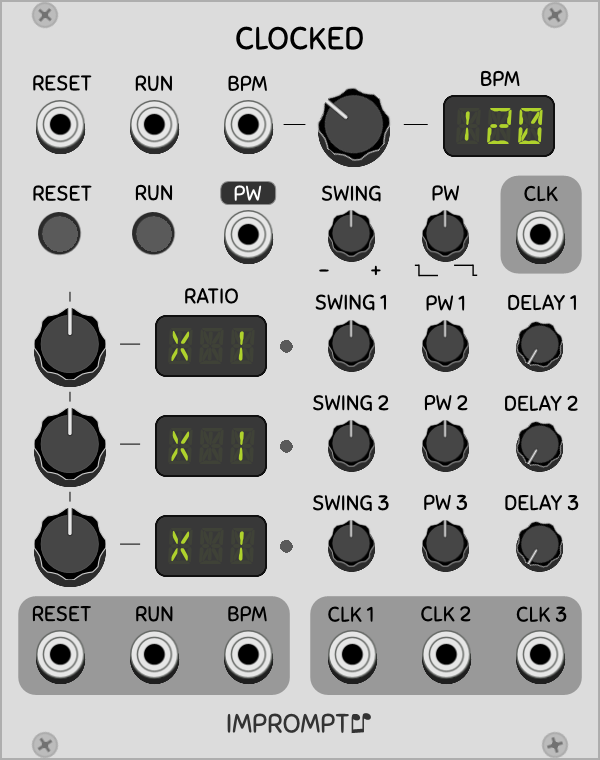 CLOCKED
RESET RUN BPM BPM
120
RESET RUN PW SWING PW CLK
- +
RATIO SWING 1 PW 1 DELAY 1
X 1
SWING 2 PW 2 DELAY 2
X 1
SWING 3 PW 3 DELAY 3
X 1
RESET RUN BPM CLK 1 CLK 2 CLK 3
IMPROMPTU